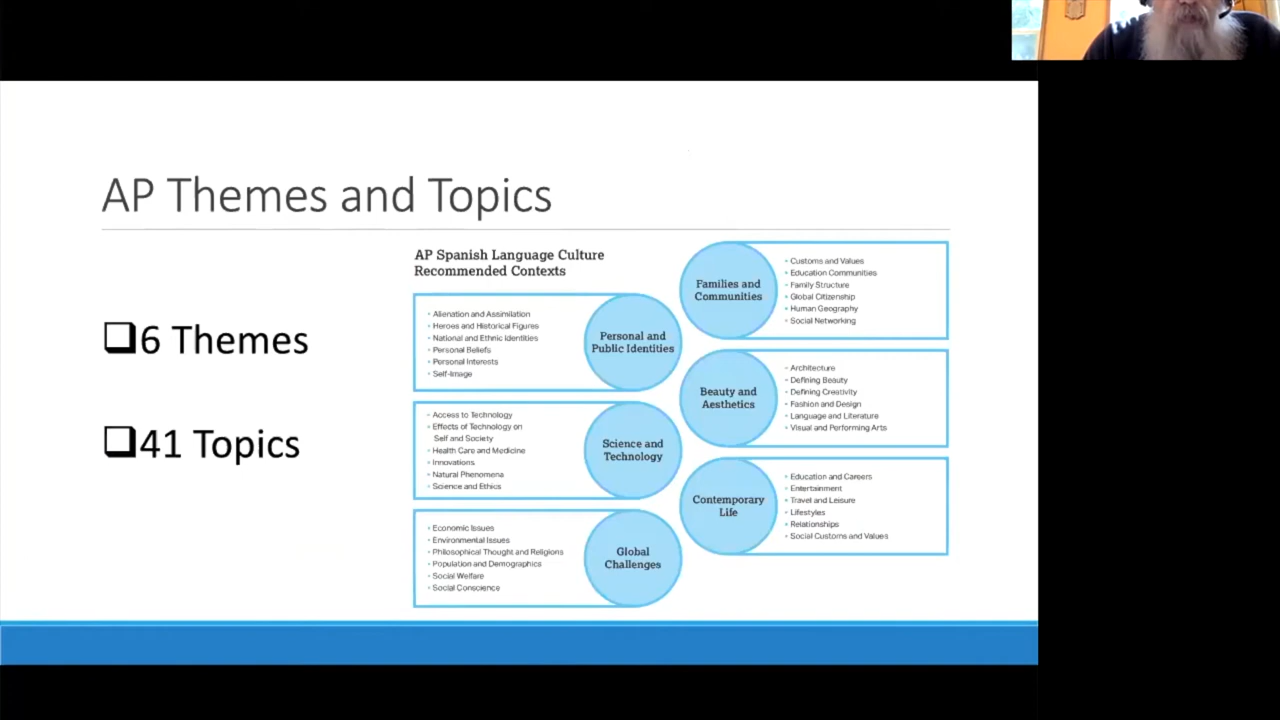 AP Themes and Topics
❑6 Themes
❑41 Topics
AP Spanish Language Culture
Recommended Contexts
• Alienation and Assimilation
• Heroes and Historical Figures
• National and Ethnic Identities
• Personal Beliefs
• Personal Interests
• Self-Image
Personal and
Public Identities
• Access to Technology
• Effects of Technology on
Self and Society
• Health Care and Medicine
• Innovations
• Natural Phenomena
• Science and Ethics
Science and
Technology
• Economic Issues
• Environmental Issues
• Philosophical Thought and Religions
• Population and Demographics
• Social Welfare
• Social Conscience
Global
Challenges
Families and
Communities
• Customs and Values
• Education Communities
• Family Structure
• Global Citizenship
• Human Geography
• Social Networking
Beauty and
Aesthetics
• Architecture
• Defining Beauty
• Defining Creativity
• Fashion and Design
• Language and Literature
• Visual and Performing Arts
Contemporary
Life
• Education and Careers
• Entertainment
• Travel and Leisure
• Lifestyles
• Relationships
• Social Customs and Values